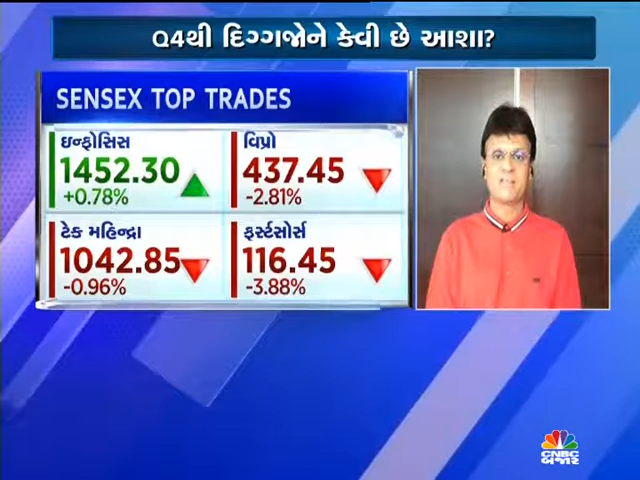 Q4થી દિગ્ગજોને કેવી છે આશા?
SENSEX TOP TRADES
ઇન્ફોસિસ
1452.30
+0.78%
વિપ્રો
437.45
-2.81%
ટેક મહિન્દ્રા
1042.85
-0.96%
ફર્સ્ટસોર્સ
116.45
-3.88%
CNBC
બજાર